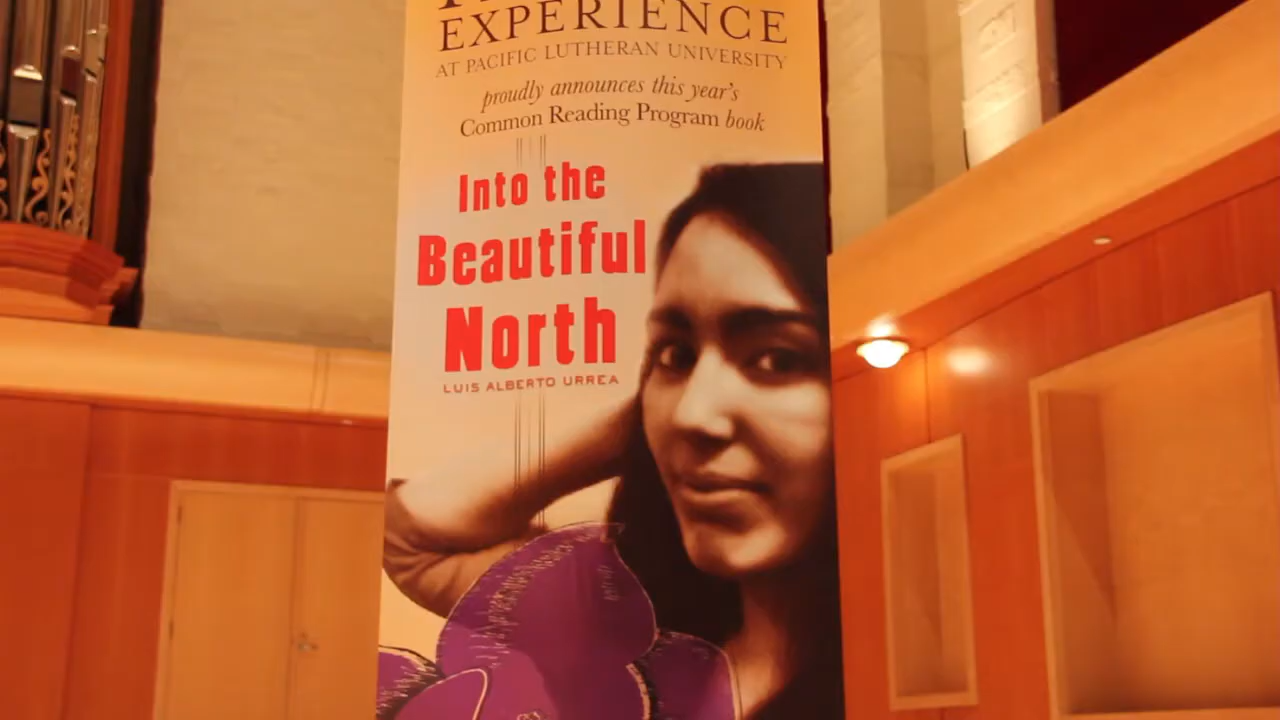 EXPERIENCE
AT PACIFIC LUTHERAN UNIVERSITY
proudly announces this year's
Common Reading Program book
Into the
Beautiful
North
LUIS ALBERTO URREA